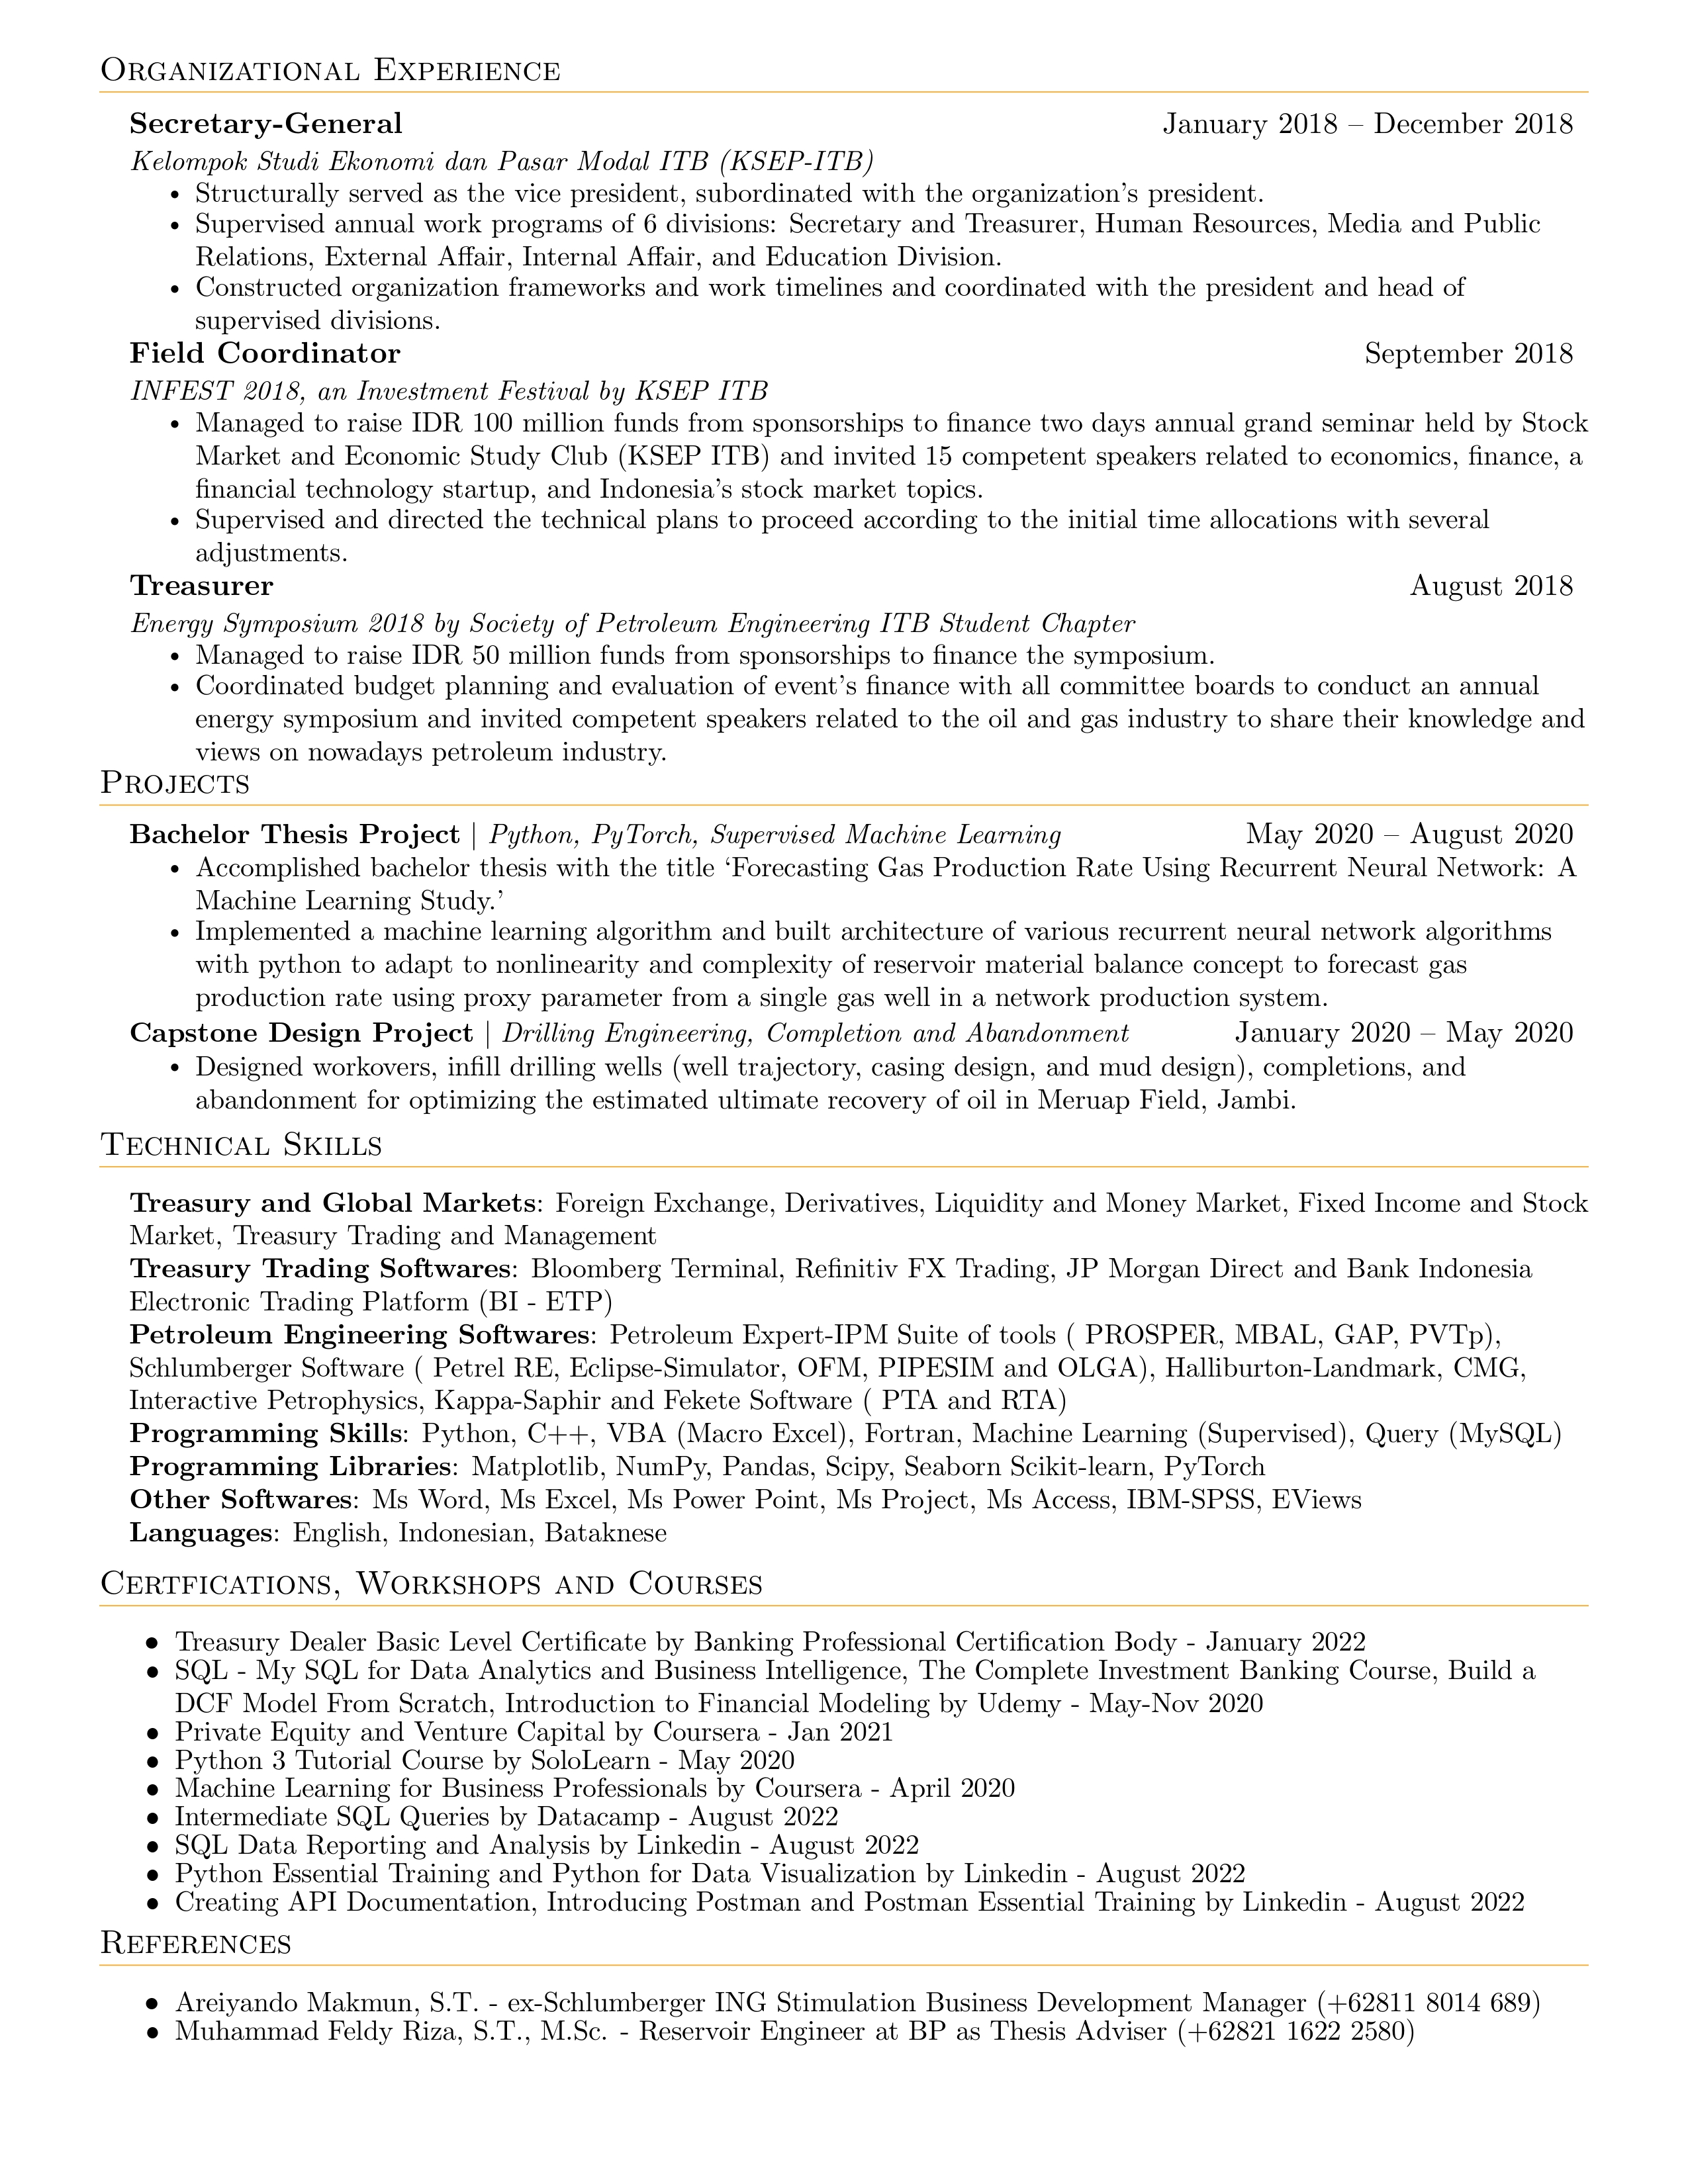 Organizational Experience
Secretary-General January 2018 – December 2018
Kelompok Studi Ekonomi dan Pasar Modal ITB (KSEP-ITB)
• Structurally served as the vice president, subordinated with the organization's president.
• Supervised annual work programs of 6 divisions: Secretary and Treasurer, Human Resources, Media and Public
Relations, External Affair, Internal Affair, and Education Division.
• Constructed organization frameworks and work timelines and coordinated with the president and head of
supervised divisions.
Field Coordinator September 2018
INFEST 2018, an Investment Festival by KSEP ITB
• Managed to raise IDR 100 million funds from sponsorships to finance two days annual grand seminar held by Stock
Market and Economic Study Club (KSEP ITB) and invited 15 competent speakers related to economics, finance, a
financial technology startup, and Indonesia's stock market topics.
• Supervised and directed the technical plans to proceed according to the initial time allocations with several
adjustments.
Treasurer August 2018
Energy Symposium 2018 by Society of Petroleum Engineering ITB Student Chapter
• Managed to raise IDR 50 million funds from sponsorships to finance the symposium.
• Coordinated budget planning and evaluation of event's finance with all committee boards to conduct an annual
energy symposium and invited competent speakers related to the oil and gas industry to share their knowledge and
views on nowadays petroleum industry.
Projects
Bachelor Thesis Project | Python, PyTorch, Supervised Machine Learning May 2020 – August 2020
• Accomplished bachelor thesis with the title ‘Forecasting Gas Production Rate Using Recurrent Neural Network: A
Machine Learning Study.’
• Implemented a machine learning algorithm and built architecture of various recurrent neural network algorithms
with python to adapt to nonlinearity and complexity of reservoir material balance concept to forecast gas
production rate using proxy parameter from a single gas well in a network production system.
Capstone Design Project | Drilling Engineering, Completion and Abandonment January 2020 – May 2020
• Designed workovers, infill drilling wells (well trajectory, casing design, and mud design), completions, and
abandonment for optimizing the estimated ultimate recovery of oil in Meruap Field, Jambi.
Technical Skills
Treasury and Global Markets: Foreign Exchange, Derivatives, Liquidity and Money Market, Fixed Income and Stock
Market, Treasury Trading and Management
Treasury Trading Softwares: Bloomberg Terminal, Refinitiv FX Trading, JP Morgan Direct and Bank Indonesia
Electronic Trading Platform (BI - ETP)
Petroleum Engineering Softwares: Petroleum Expert-IPM Suite of tools ( PROSPER, MBAL, GAP, PVTp),
Schlumberger Software ( Petrel RE, Eclipse-Simulator, OFM, PIPESIM and OLGA), Halliburton-Landmark, CMG,
Interactive Petrophysics, Kappa-Saphir and Fekete Software ( PTA and RTA)
Programming Skills: Python, C++, VBA (Macro Excel), Fortran, Machine Learning (Supervised), Query (MySQL)
Programming Libraries: Matplotlib, NumPy, Pandas, Scipy, Seaborn Scikit-learn, PyTorch
Other Softwares: Ms Word, Ms Excel, Ms Power Point, Ms Project, Ms Access, IBM-SPSS, EViews
Languages: English, Indonesian, Bataknese
Certfications, Workshops and Courses
• Treasury Dealer Basic Level Certificate by Banking Professional Certification Body - January 2022
• SQL - My SQL for Data Analytics and Business Intelligence, The Complete Investment Banking Course, Build a
DCF Model From Scratch, Introduction to Financial Modeling by Udemy - May-Nov 2020
• Private Equity and Venture Capital by Coursera - Jan 2021
• Python 3 Tutorial Course by SoloLearn - May 2020
• Machine Learning for Business Professionals by Coursera - April 2020
• Intermediate SQL Queries by Datacamp - August 2022
• SQL Data Reporting and Analysis by Linkedin - August 2022
• Python Essential Training and Python for Data Visualization by Linkedin - August 2022
• Creating API Documentation, Introducing Postman and Postman Essential Training by Linkedin - August 2022
References
• Areiyando Makmun, S.T. - ex-Schlumberger ING Stimulation Business Development Manager (+62811 8014 689)
• Muhammad Feldy Riza, S.T., M.Sc. - Reservoir Engineer at BP as Thesis Adviser (+62821 1622 2580)